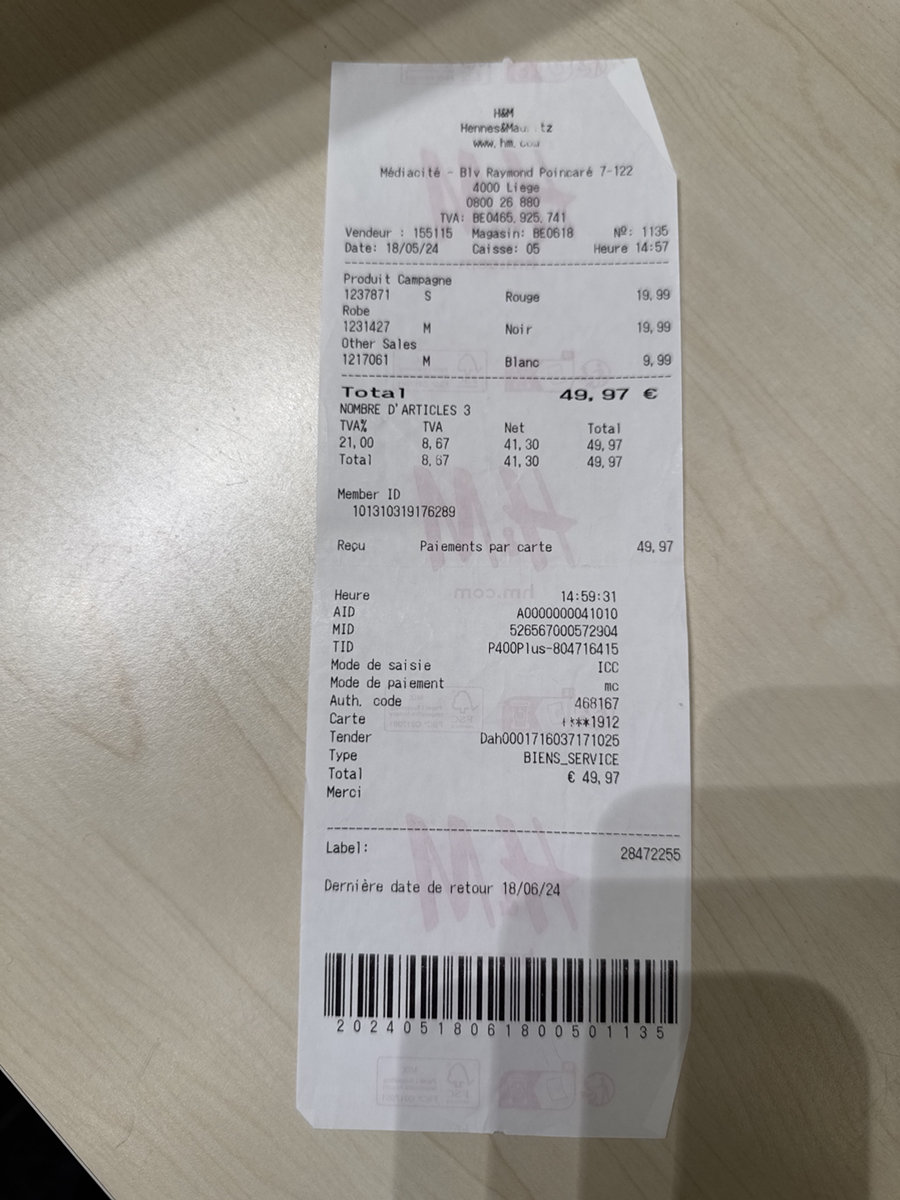 H&M
Hennes&Mau tz
www.hm.com
Médiacité - Blv Raymond Poincaré 7-122
4000 Liege
0800 26 880
TVA: BE0465.925.741
Vendeur : 155115 Magasin: BE0618 Nº: 1135
Date: 18/05/24 Caisse: 05 Heure 14:57
Produit Campagne
1237871 S Rouge 19,99
Robe
1231427 M Noir 19,99
Other Sales
1217061 M Blanc 9,99
Total 49,97 €
NOMBRE D'ARTICLES 3
TVA% TVA Net Total
21,00 8,67 41,30 49,97
Total 8,67 41,30 49,97
Member ID
101310319176289
Reçu Paiements par carte 49,97
hm.com
Heure 14:59:31
AID A0000000041010
MID 526567000572904
TID P400Plus-804716415
Mode de saisie ICC
Mode de paiement mc
Auth. code 468167
Carte ****1912
Tender Dah0001716037171025
Type BIENS_SERVICE
Total € 49,97
Merci
Label: 28472255
Dernière date de retour 18/06/24
20240518061800501135